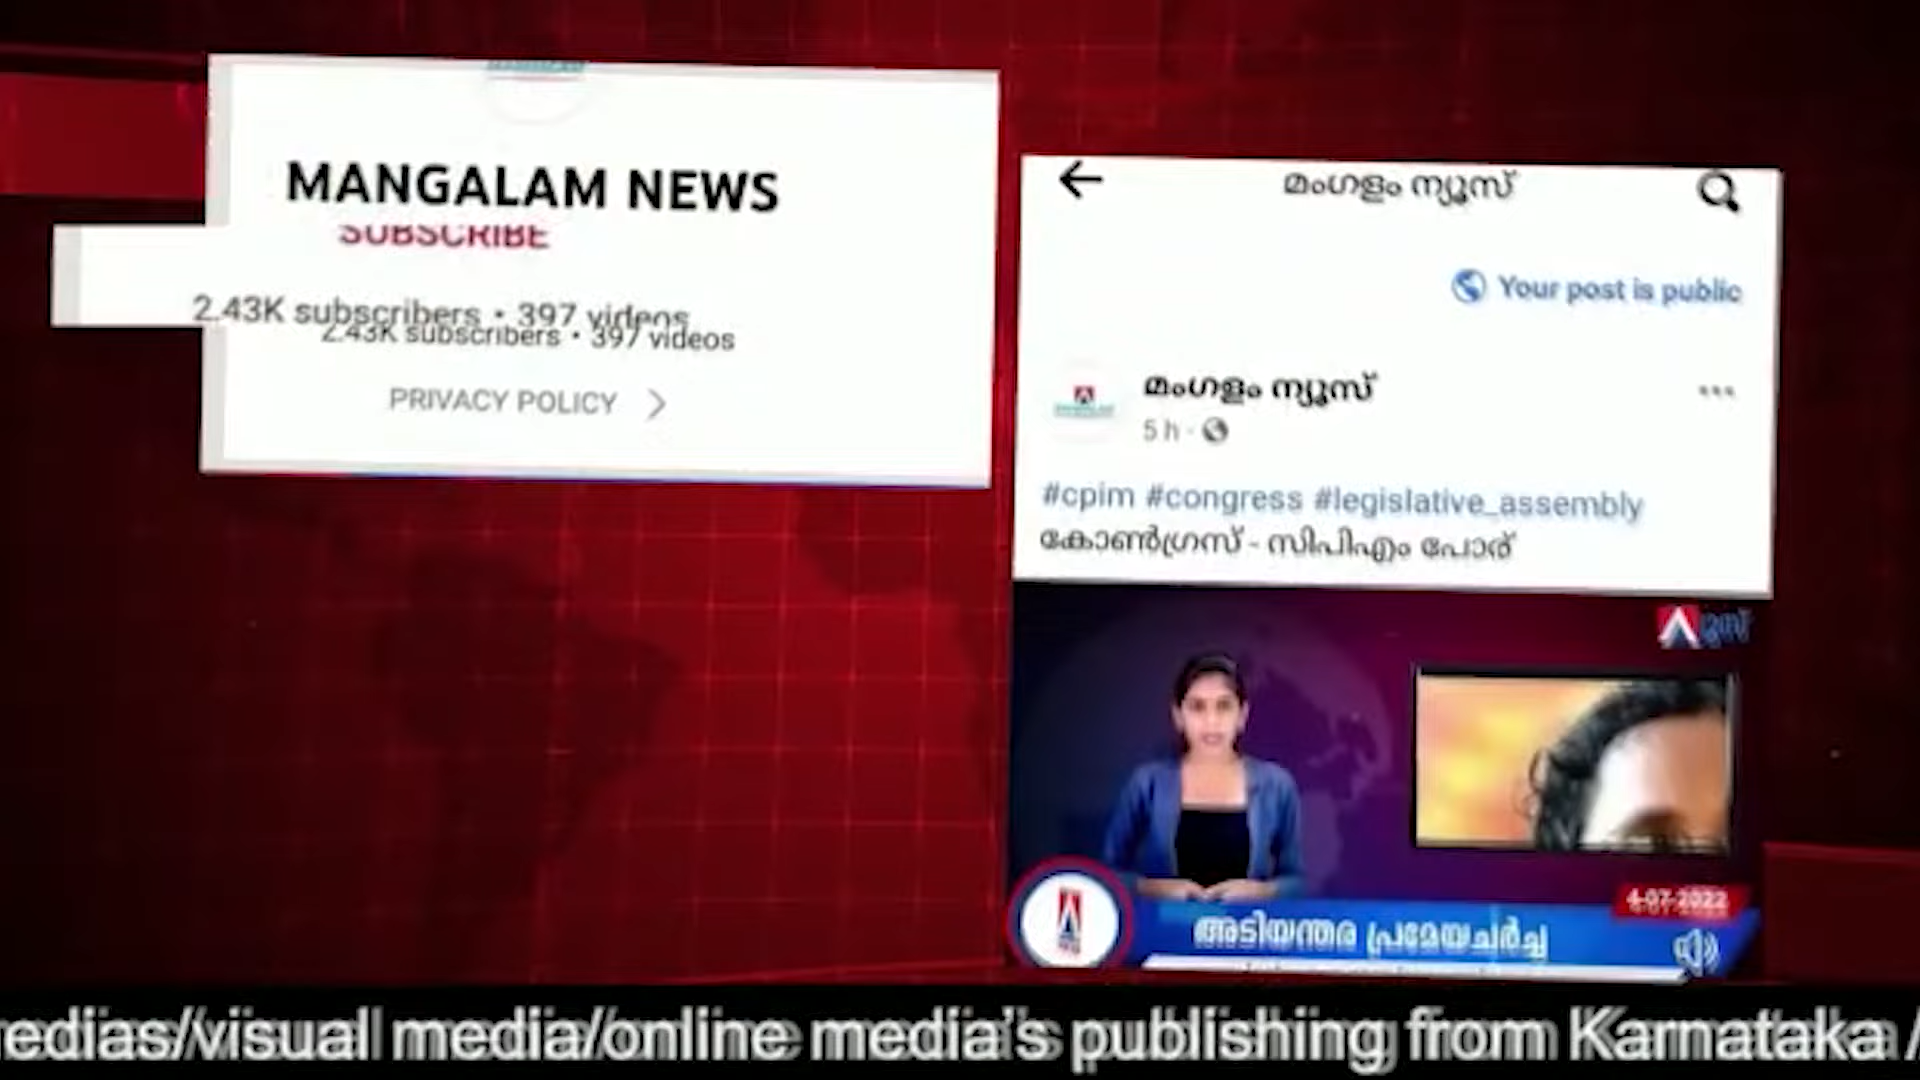 MANGALAM NEWS
SUBSCRIBE
2.43K subscribers • 397 videos
2.43K subscribers • 397 videos
PRIVACY POLICY
മംഗളം ന്യൂസ്
Your post is public
മംഗളം ന്യൂസ്
5 h
#cpim #congress #legislative_assembly
കോൺഗ്രസ് - സിപിഎം പോര്
4-07-2022
അടിയന്തര പ്രമേയചർച്ച
medias/visual media/online media's publishing from Karnataka /